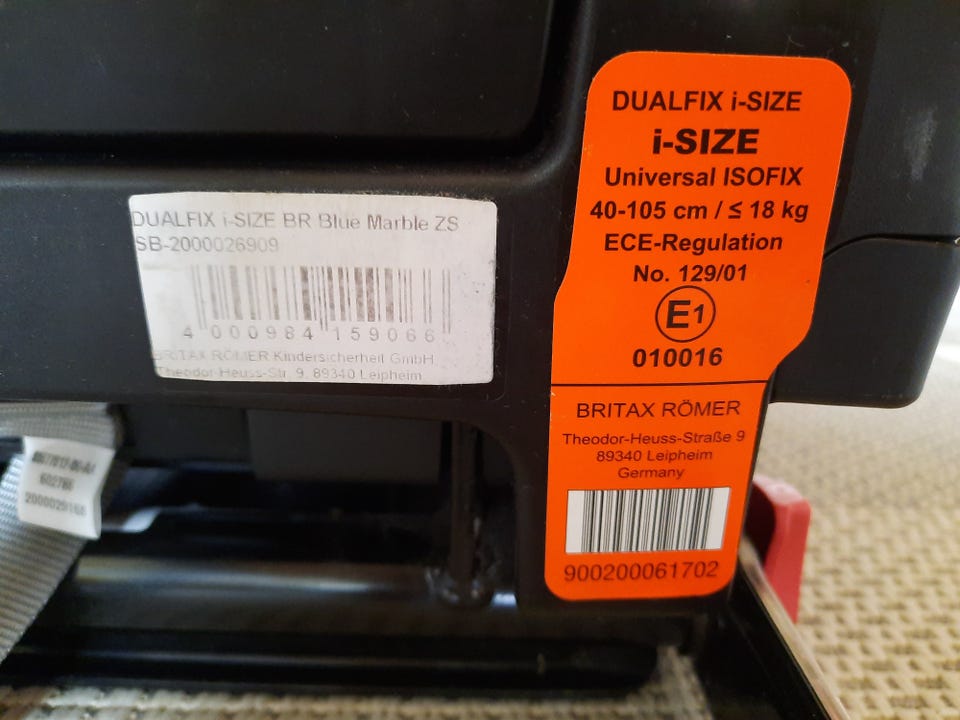 DUALFIX i-SIZE BR Blue Marble ZS
SB-2000026909
4 000984 159066
BRITAX RÖMER Kindersicherheit GmbH
Theodor-Heuss-Str. 9, 89340 Leipheim
DUALFIX i-SIZE
i-SIZE
Universal ISOFIX
40-105 cm / ≤ 18 kg
ECE-Regulation
No. 129/01
E1
010016
BRITAX RÖMER
Theodor-Heuss-Straße 9
89340 Leipheim
Germany
900200061702
602786
2000029168